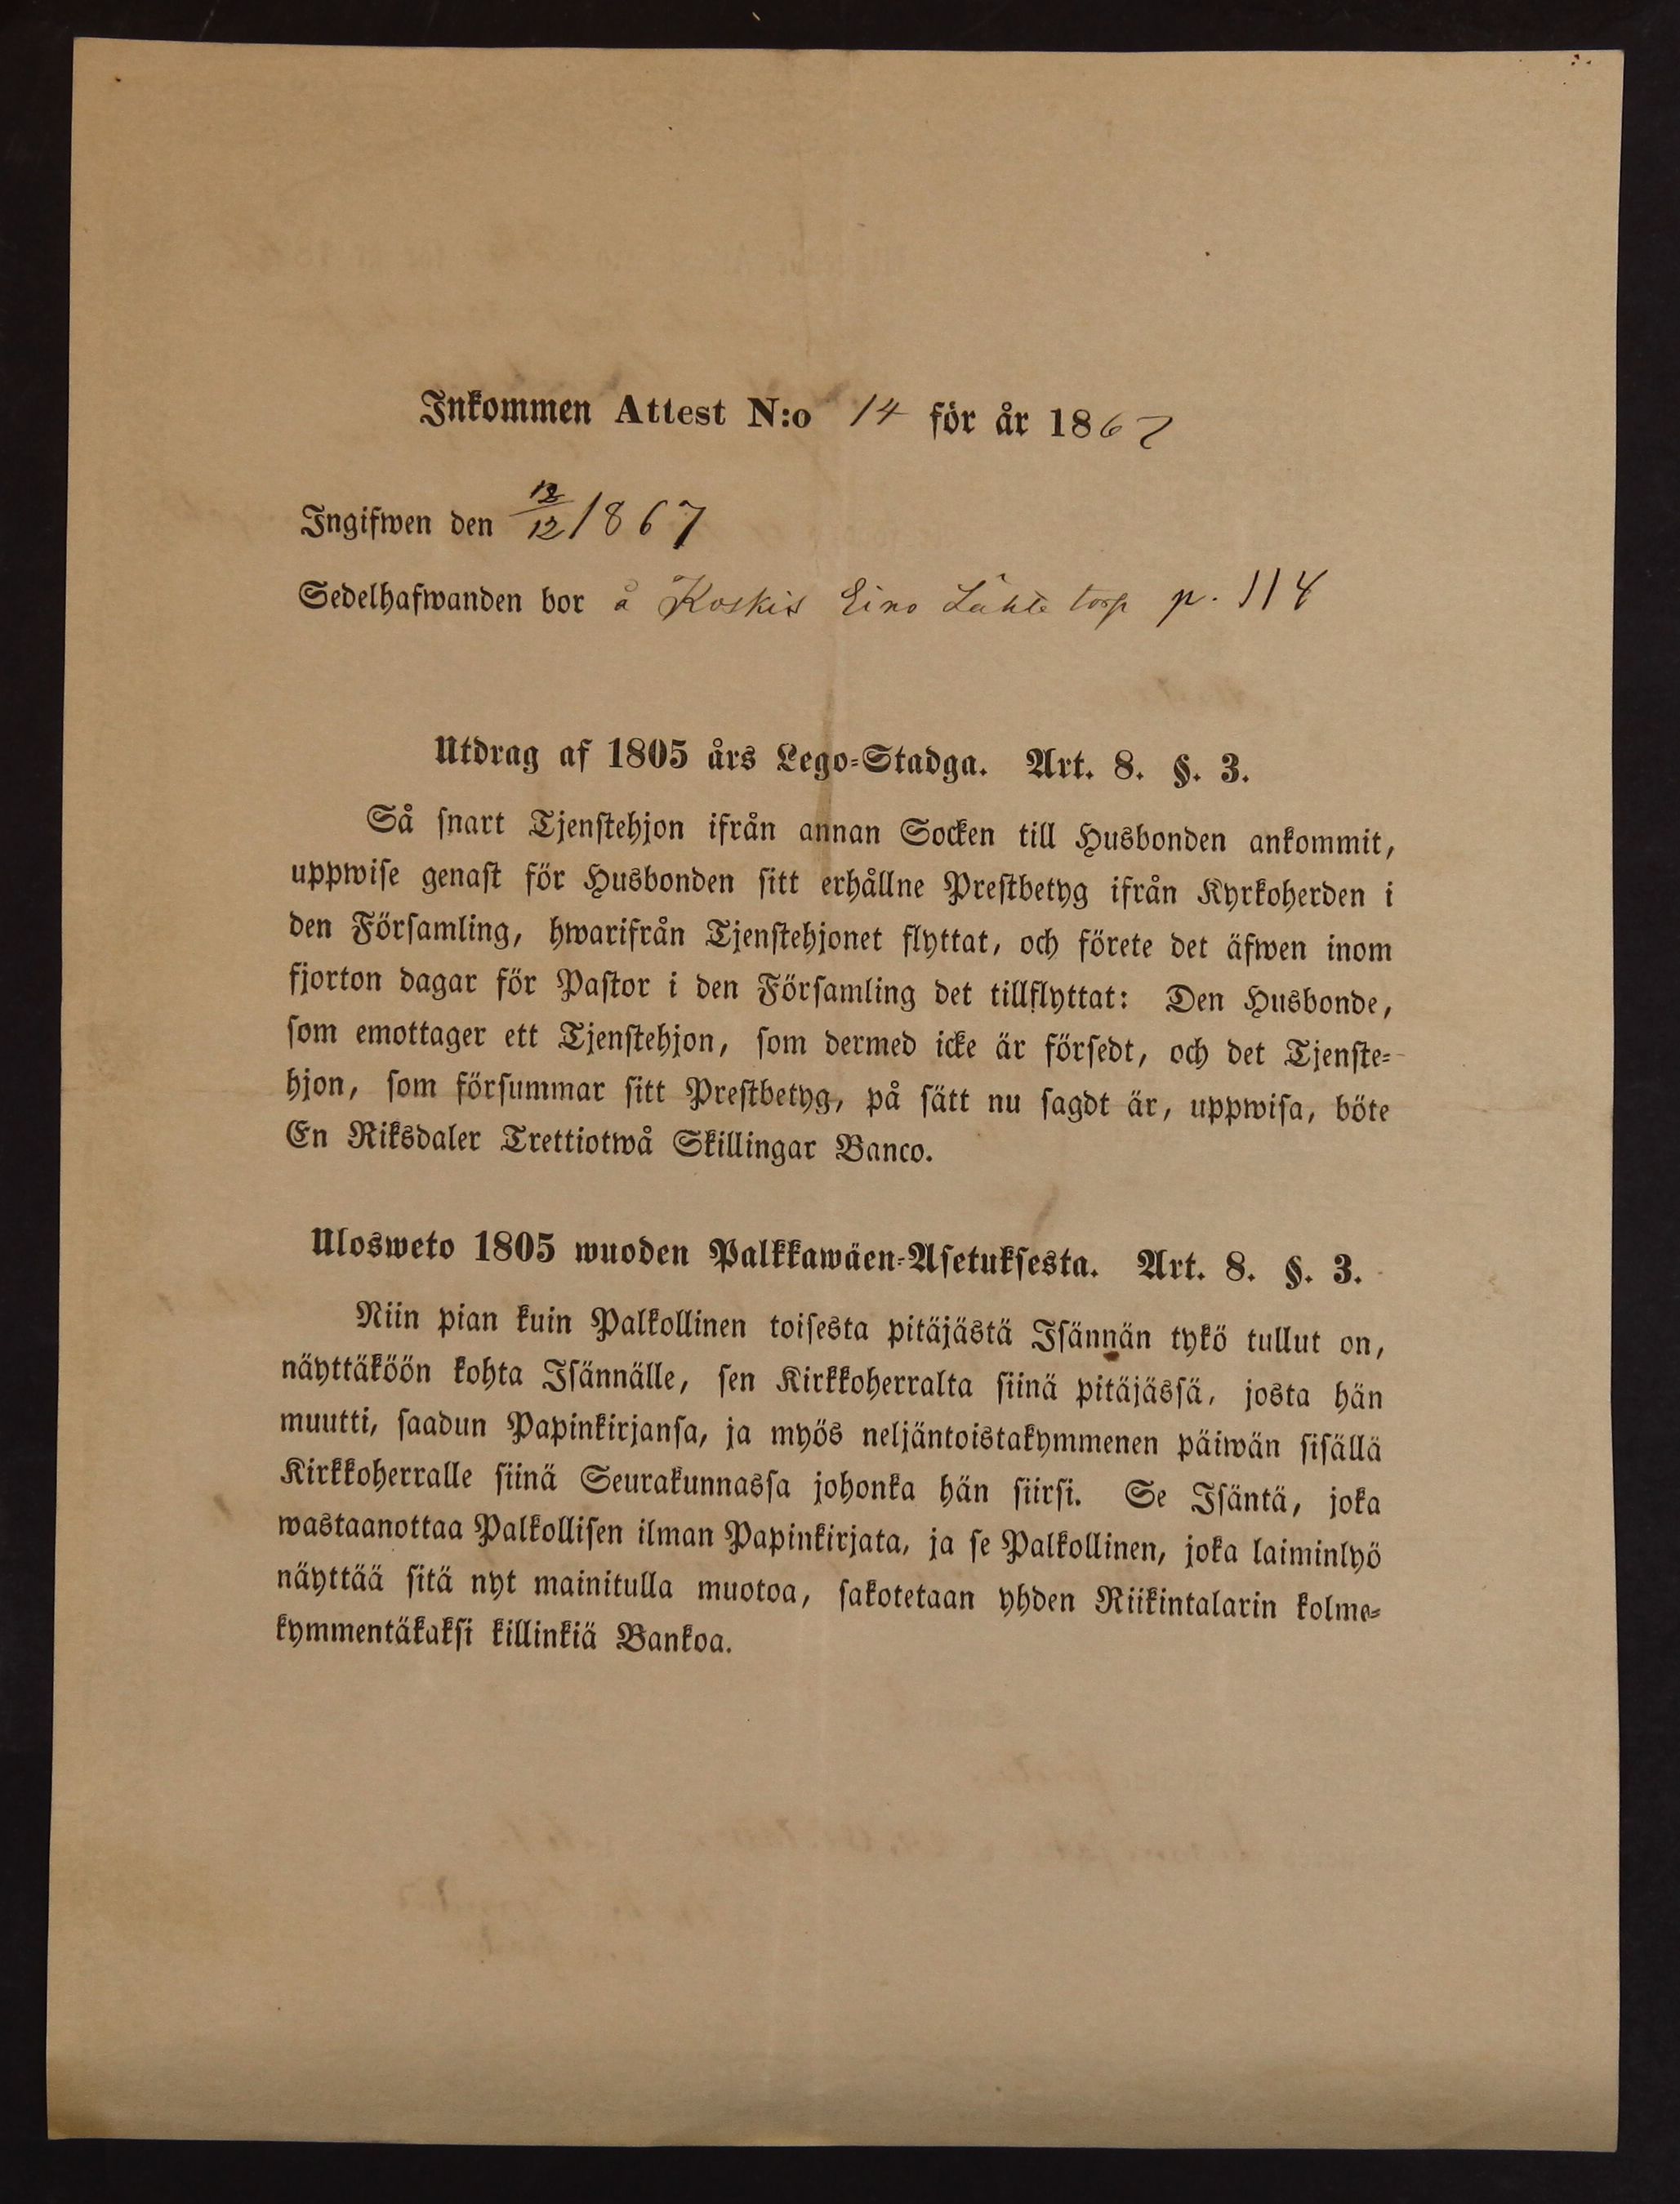 Inkommen Attest N:o 14 för år 1867
Ingifwen den 12/12 1867
Sedelhafwanden bor å Koskis Eino Lähte torp p. 114
Utdrag af 1805 års Lego-Stadga. Art. 8. §. 3.
Så snart Tjenstehjon ifrån annan Socken till Husbonden ankommit,
uppwise genast för Husbonden sitt erhållne Prestbetyg ifrån Kyrkoherden i
den Församling, hwarifrån Tjenstehjonet flyttat, och förete det äfwen inom
fjorton dagar för Pastor i den Församling det tillflyttat: Den Husbonde,
som emottager ett Tjenstehjon, som dermed icke är försedt, och det Tjenste-
hjon, som försummar sitt Prestbetyg, på sätt nu sagdt är, uppwisa, böte
En Riksdaler Trettiotwå Skillingar Banco.
Ulosweto 1805 wuoden Palkkawäen-Asetuksesta. Art. 8. §. 3.
Niin pian kuin Palkollinen toisesta pitäjästä Isännän tykö tullut on,
näyttäköön kohta Isännälle, sen Kirkkoherralta siinä pitäjässä, josta hän
muutti, saadun Papinkirjansa, ja myös neljäntoistakymmenen päiwän sisällä
Kirkkoherralle siinä Seurakunnassa johonka hän siirsi. Se Isäntä, joka
wastaanottaa Palkollisen ilman Papinkirjata, ja se Palkollinen, joka laiminlyö
näyttää sitä nyt mainitulla muotoa, sakotetaan yhden Riikintalarin kolme-
kymmentäkaksi killinkiä Bankoa.